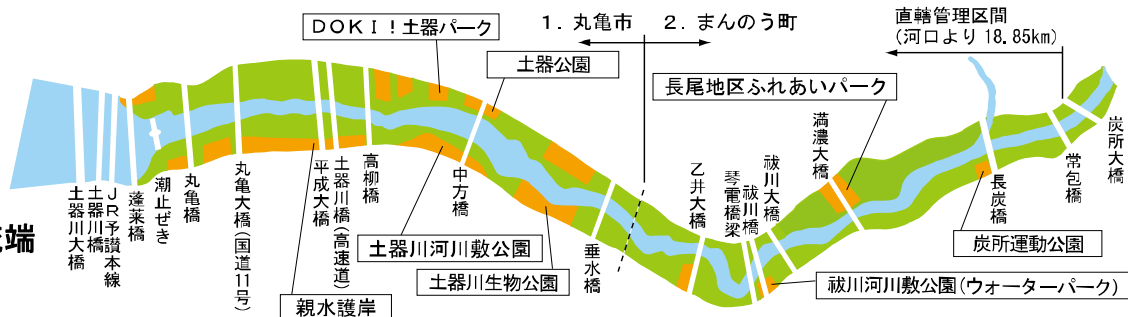 DOKI！土器パーク
1．丸亀市
2．まんのう町
直轄管理区間
（河口より 18.85km）
土器公園
長尾地区ふれあいパーク
満濃大橋
祓川大橋
祓川橋
琴電橋梁
乙井大橋
炭所大橋
常包橋
長炭橋
炭所運動公園
祓川河川敷公園（ウォーターパーク）
土器川大橋
土器川橋
JR予讃本線
蓬莱橋
潮止ぜき
丸亀橋
丸亀大橋（国道11号）
平成大橋
土器川橋（高速道）
高柳橋
中方橋
垂水橋
土器川河川敷公園
土器川生物公園
親水護岸
端